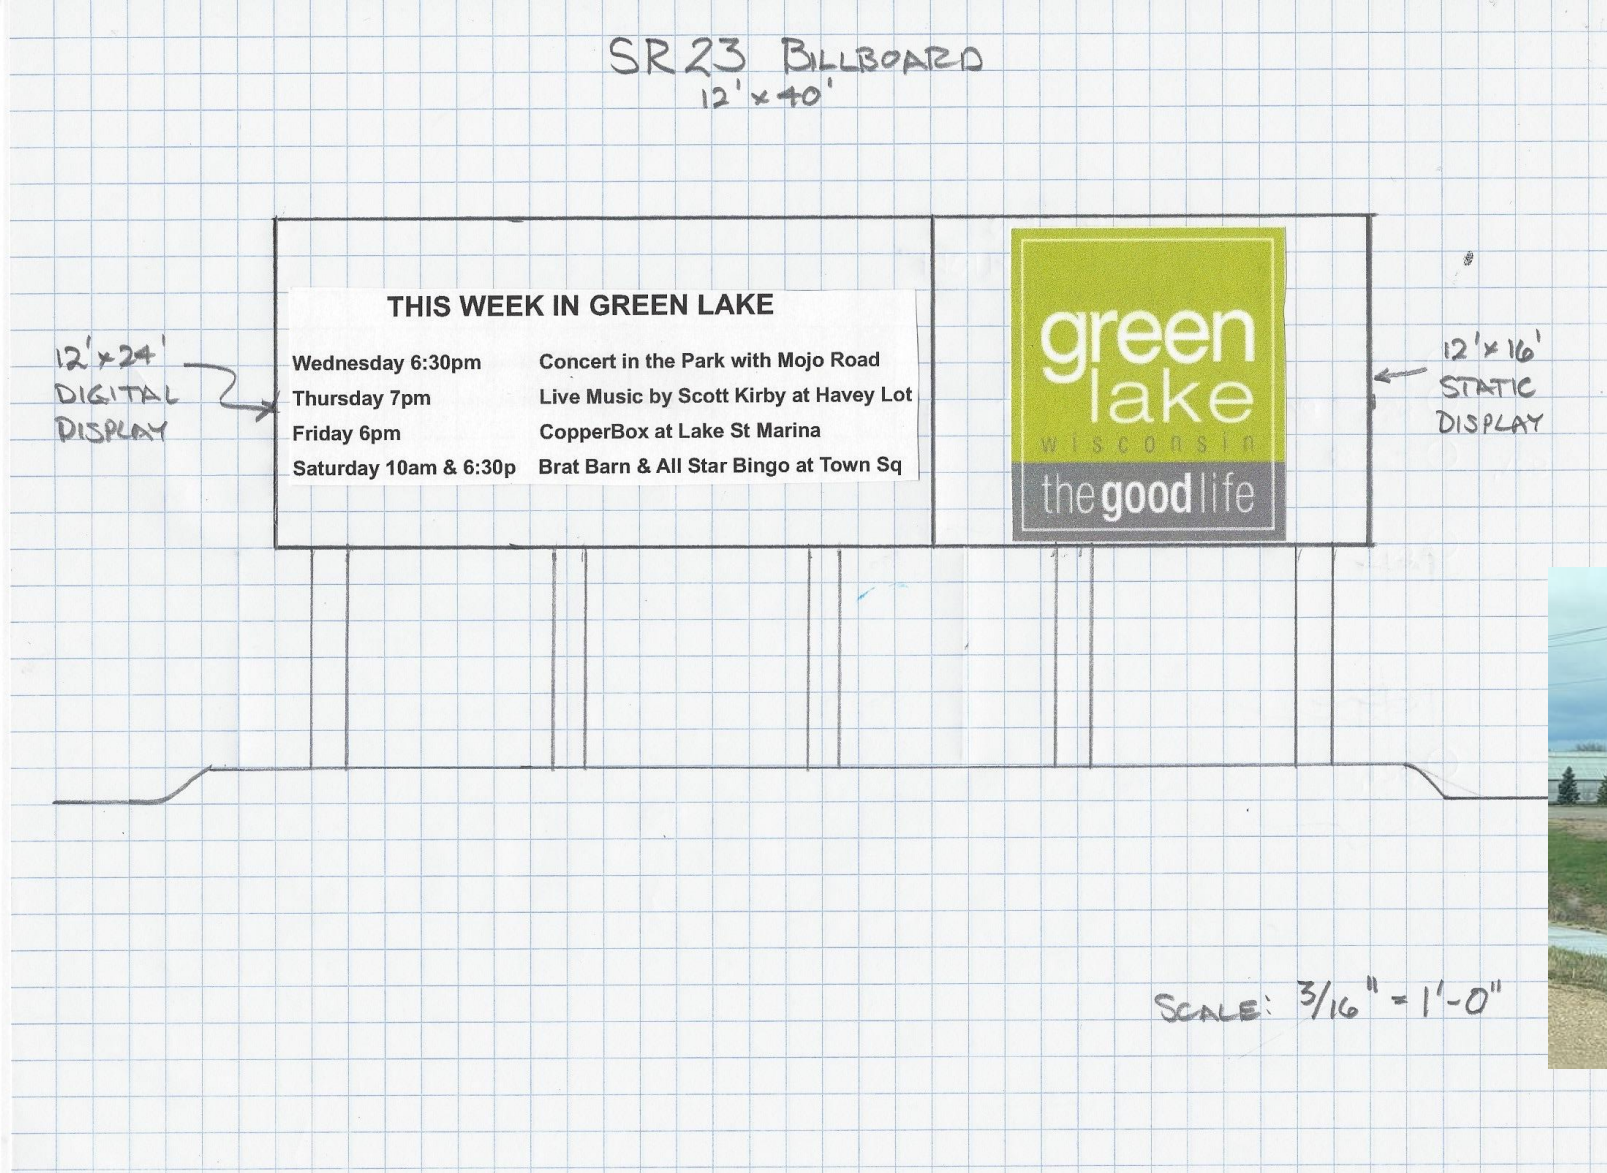 SR23 BILLBOARD
12' x 40'
THIS WEEK IN GREEN LAKE
Wednesday 6:30pm Concert in the Park with Mojo Road
Thursday 7pm Live Music by Scott Kirby at Havey Lot
Friday 6pm CopperBox at Lake St Marina
Saturday 10am & 6:30p Brat Barn & All Star Bingo at Town Sq
12' x 24'
DIGITAL
DISPLAY
green
lake
wisconsin
the good life
12' x 16'
STATIC
DISPLAY
SCALE: 3/16" = 1'-0"